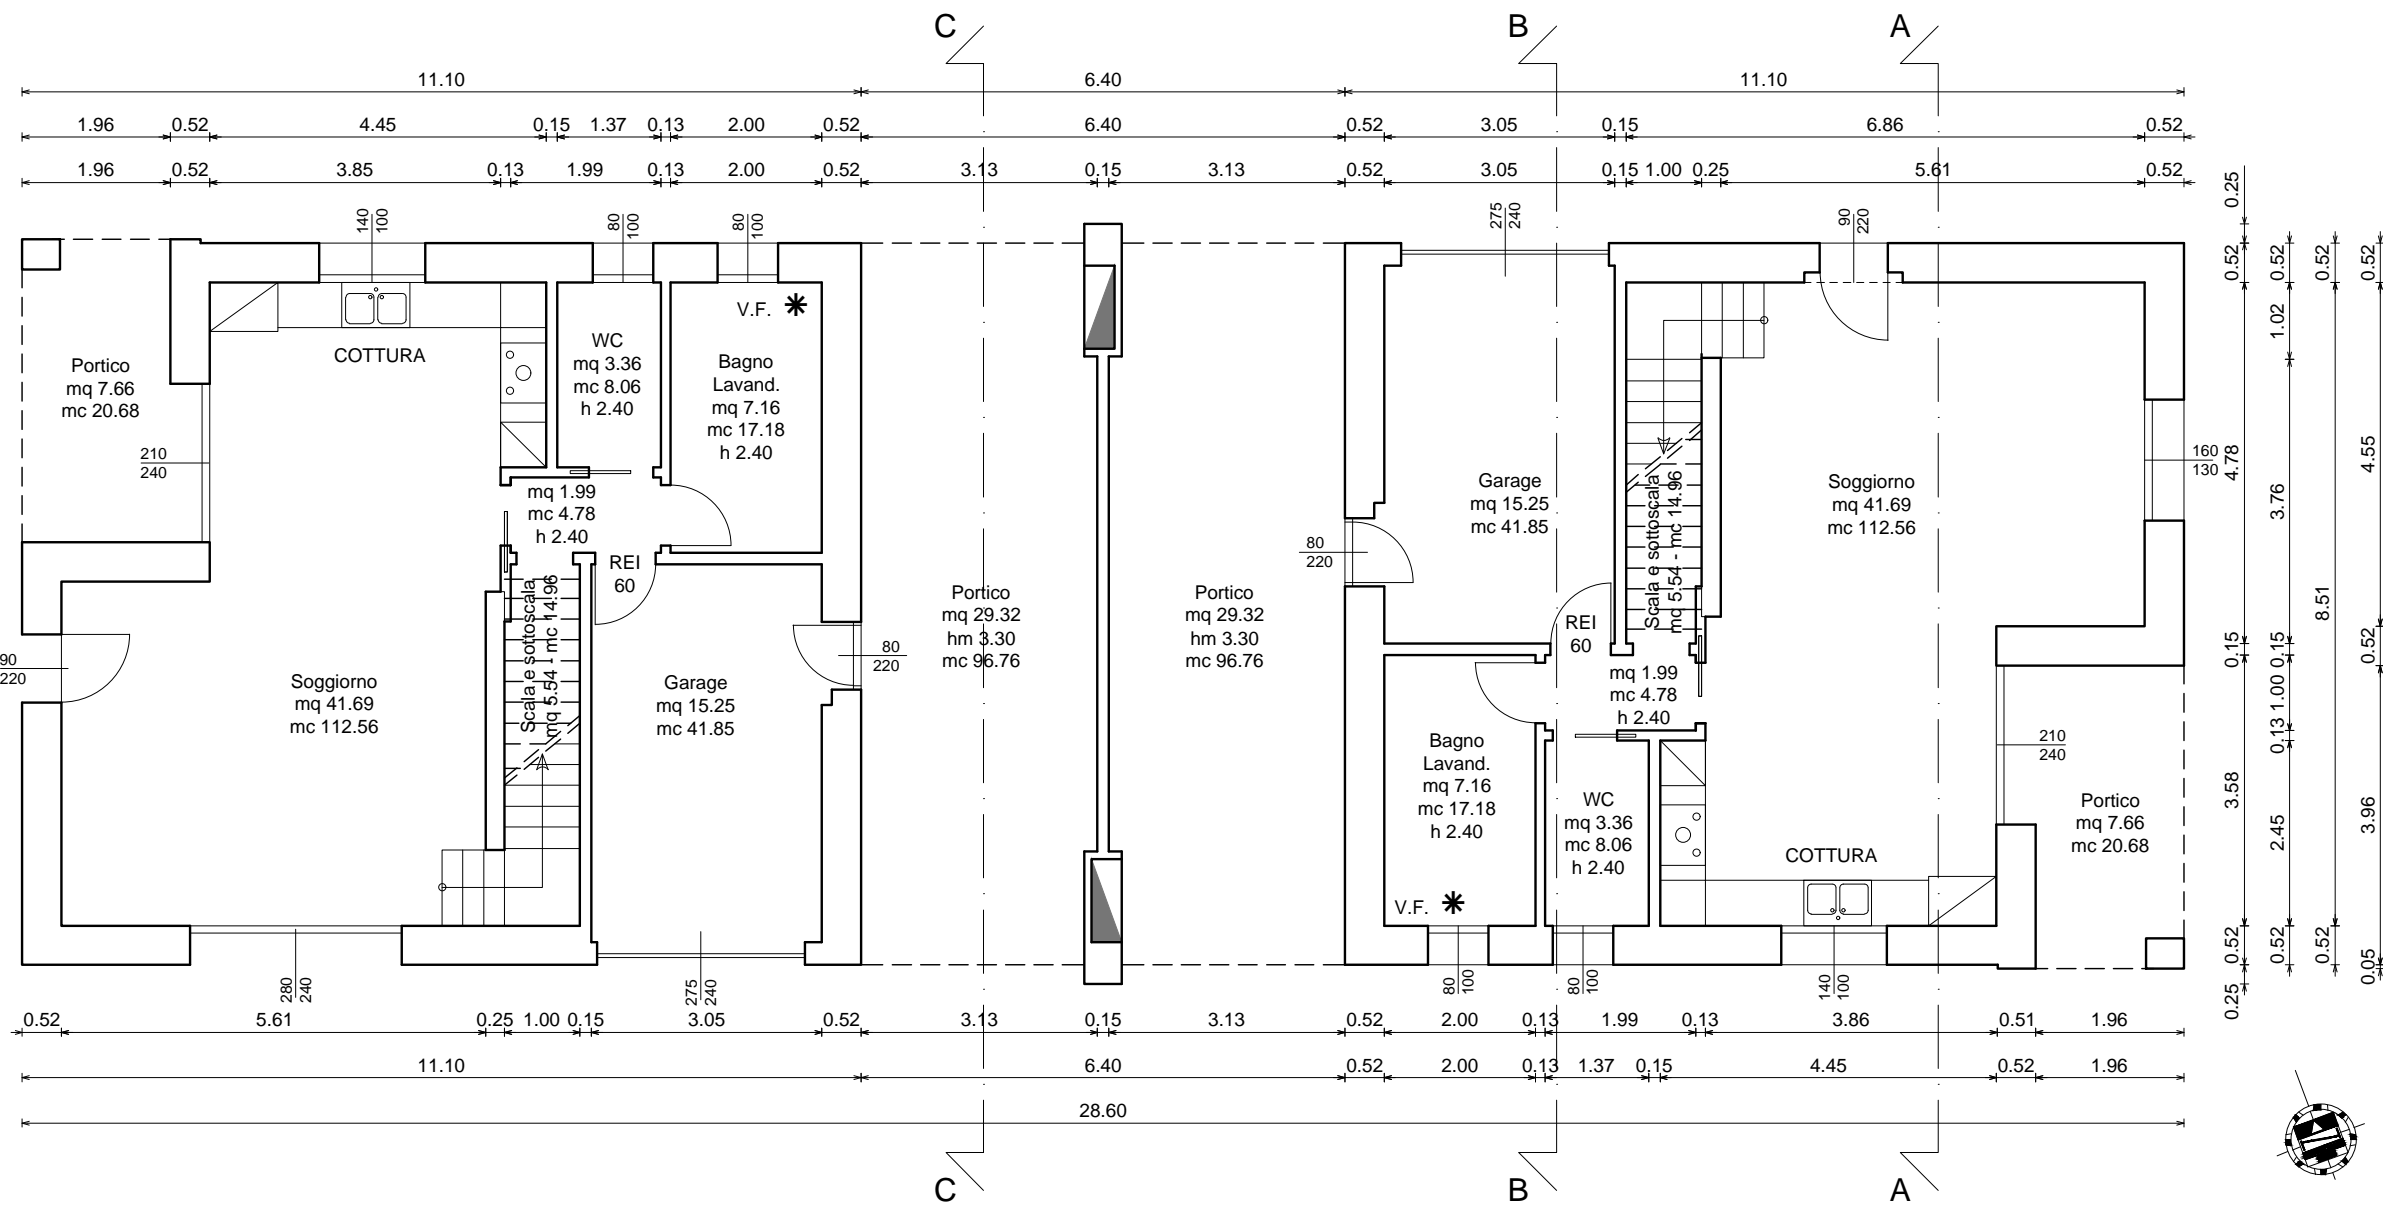 C
B
A
11.10
6.40
11.10
1.96 0.52 4.45 0.15 1.37 0.13 2.00 0.52 6.40 0.52 3.05 0.15 6.86 0.52
1.96 0.52 3.85 0.13 1.99 0.13 2.00 0.52 3.13 0.15 3.13 0.52 3.05 0.15 1.00 0.25 5.61 0.52
140
100
80
100
80
100
275
240
90
220
COTTURA
V.F.
WC
mq 3.36
mc 8.06
h 2.40
Bagno
Lavand.
mq 7.16
mc 17.18
h 2.40
Portico
mq 7.66
mc 20.68
210
240
mq 1.99
mc 4.78
h 2.40
REI
60
Scala e sottoscala
mq 5.54 - mc 14.96
90
220
Soggiorno
mq 41.69
mc 112.56
Garage
mq 15.25
mc 41.85
80
220
Portico
mq 29.32
hm 3.30
mc 96.76
Portico
mq 29.32
hm 3.30
mc 96.76
80
220
Garage
mq 15.25
mc 41.85
Scala e sottoscala
mq 5.54 - mc 14.96
Soggiorno
mq 41.69
mc 112.56
160
130
REI
60
mq 1.99
mc 4.78
h 2.40
Bagno
Lavand.
mq 7.16
mc 17.18
h 2.40
WC
mq 3.36
mc 8.06
h 2.40
V.F.
COTTURA
210
240
Portico
mq 7.66
mc 20.68
280
240
275
240
80
100
80
100
140
100
0.25 0.52 4.78 0.15 3.58 0.52 0.25
0.52 1.02 3.76 0.15 1.00 0.13 2.45 0.52
0.52 8.51 0.52
0.52 4.55 0.52 3.96 0.05
0.52 5.61 0.25 1.00 0.15 3.05 0.52 3.13 0.15 3.13 0.52 2.00 0.13 1.99 0.13 3.86 0.51 1.96
11.10 6.40 0.52 2.00 0.13 1.37 0.15 4.45 0.52 1.96
28.60
C
B
A